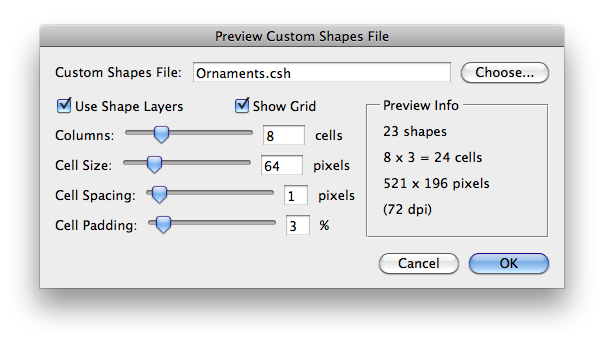 Preview Custom Shapes File
Custom Shapes File: Ornaments.csh Choose...
Use Shape Layers Show Grid
Columns: 8 cells
Cell Size: 64 pixels
Cell Spacing: 1 pixels
Cell Padding: 3 %
Preview Info
23 shapes
8 x 3 = 24 cells
521 x 196 pixels
(72 dpi)
Cancel OK